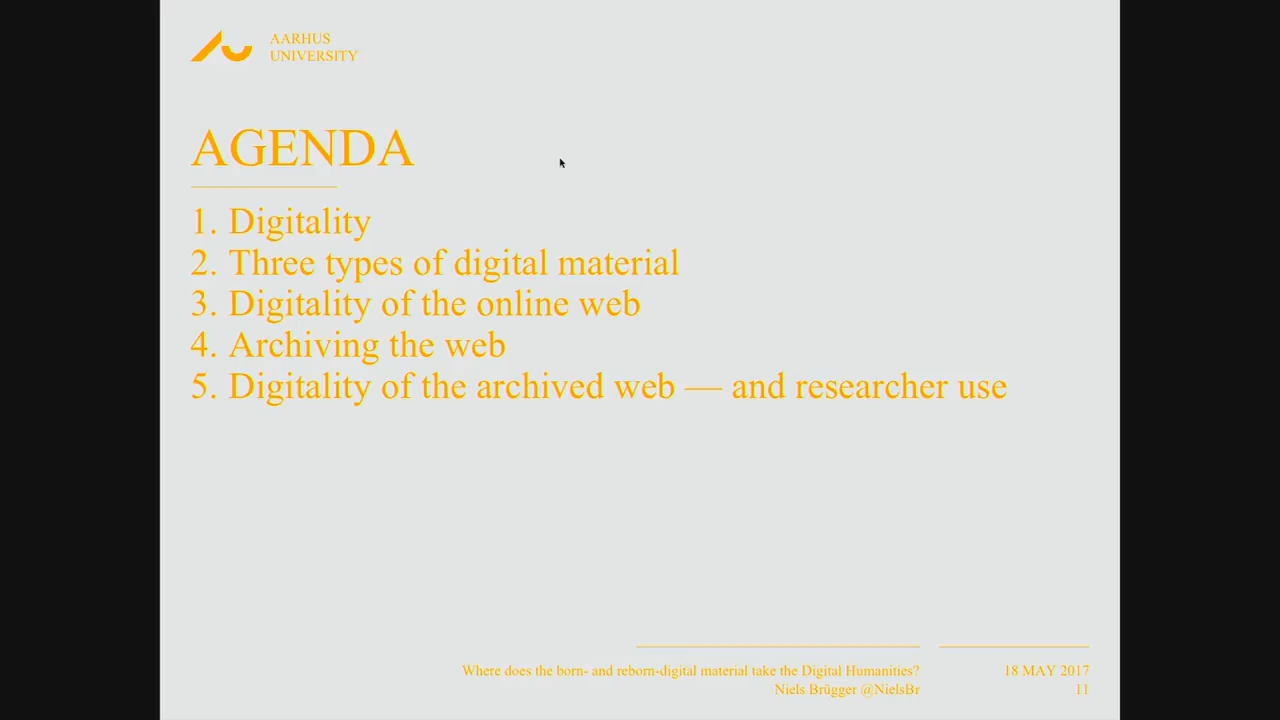 AARHUS
UNIVERSITY
AGENDA
1. Digitality
2. Three types of digital material
3. Digitality of the online web
4. Archiving the web
5. Digitality of the archived web — and researcher use
Where does the born- and reborn-digital material take the Digital Humanities?
Niels Brügger @NielsBr
18 MAY 2017
11